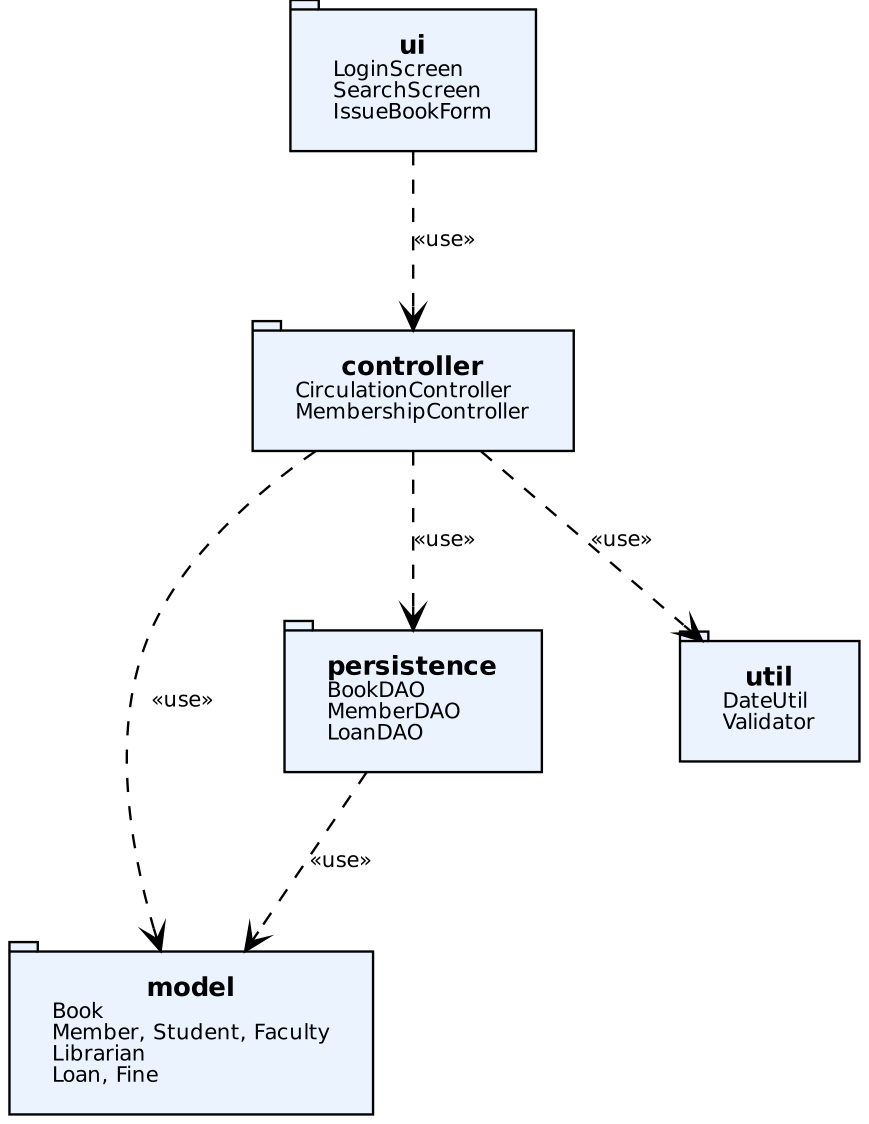 ui
LoginScreen
SearchScreen
IssueBookForm
«use»
controller
CirculationController
MembershipController
«use»
«use»
«use»
persistence
BookDAO
MemberDAO
LoanDAO
util
DateUtil
Validator
«use»
model
Book
Member, Student, Faculty
Librarian
Loan, Fine